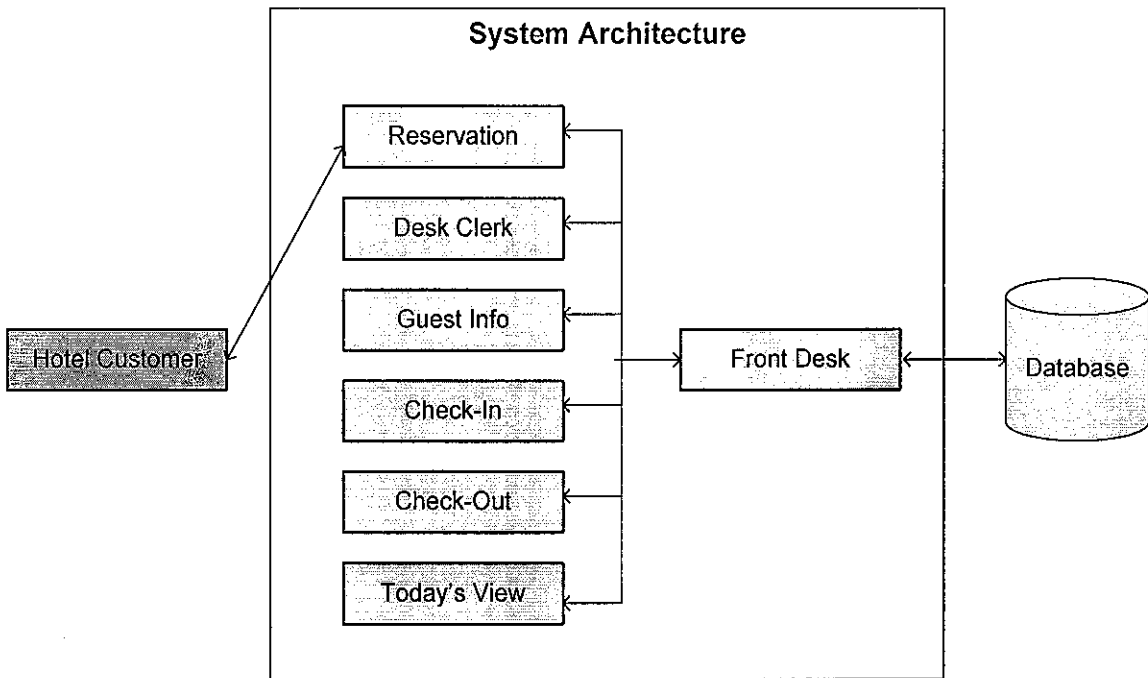 System Architecture
Reservation
Desk Clerk
Guest Info
Hotel Customer
Front Desk
Database
Check-In
Check-Out
Today's View